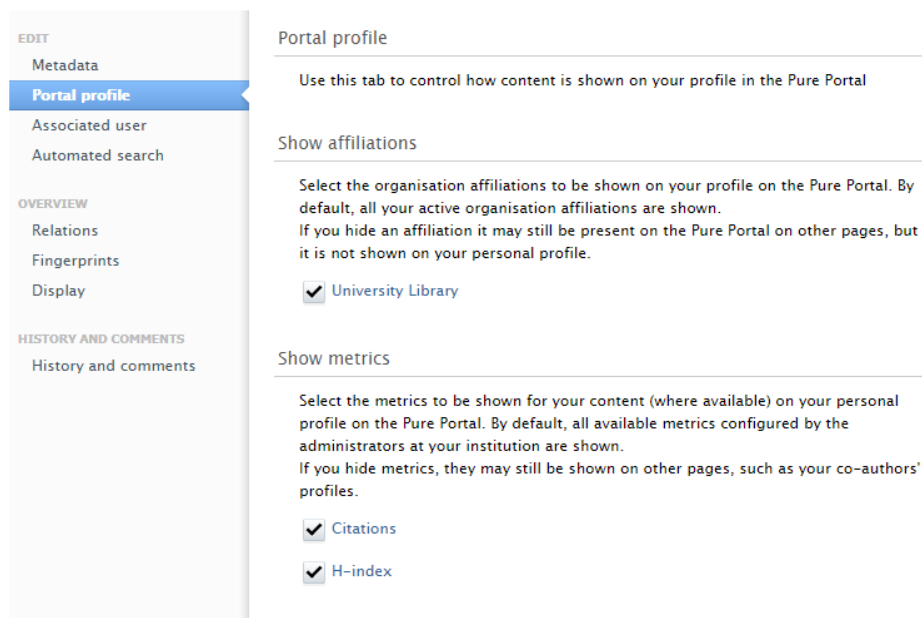 EDIT
Metadata
Portal profile
Associated user
Automated search
OVERVIEW
Relations
Fingerprints
Display
HISTORY AND COMMENTS
History and comments
Portal profile
Use this tab to control how content is shown on your profile in the Pure Portal
Show affiliations
Select the organisation affiliations to be shown on your profile on the Pure Portal. By
default, all your active organisation affiliations are shown.
If you hide an affiliation it may still be present on the Pure Portal on other pages, but
it is not shown on your personal profile.
University Library
Show metrics
Select the metrics to be shown for your content (where available) on your personal
profile on the Pure Portal. By default, all available metrics configured by the
administrators at your institution are shown.
If you hide metrics, they may still be shown on other pages, such as your co-authors'
profiles.
Citations
H-index